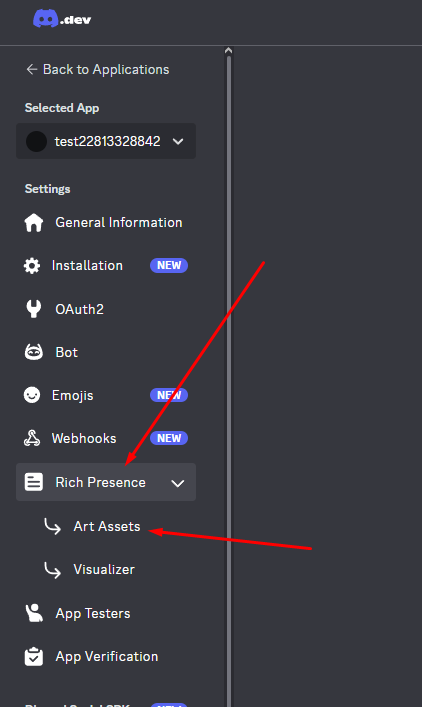 .dev
Back to Applications
Selected App
test22813328842
Settings
General Information
Installation NEW
OAuth2
Bot
Emojis NEW
Webhooks NEW
Rich Presence
Art Assets
Visualizer
App Testers
App Verification